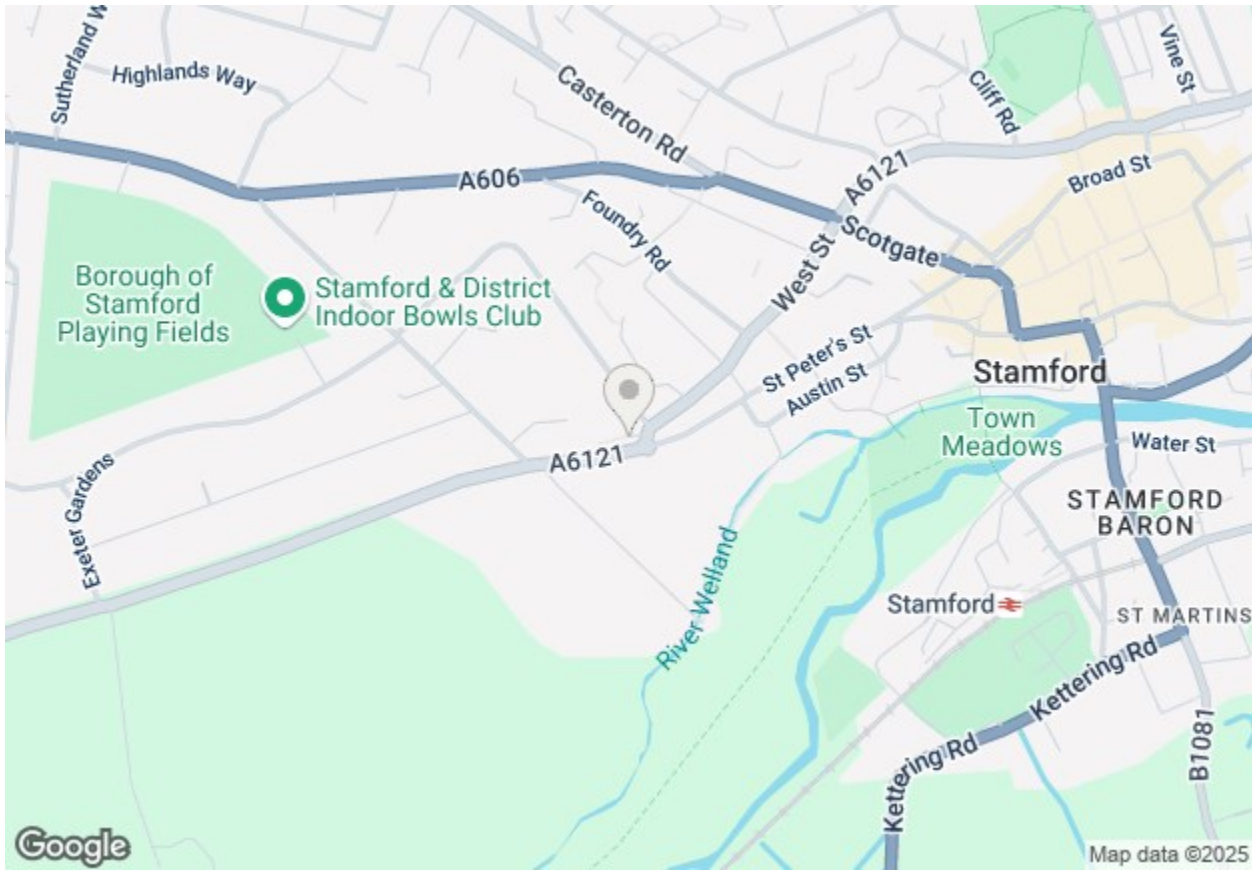 Sutherland W
Highlands Way
Casterton Rd
Cliff Rd
Vine St
A606
A6121
Broad St
Foundry Rd
Scotgate
West St
Borough of
Stamford
Playing Fields
Stamford & District
Indoor Bowls Club
St Peter's St
Austin St
Stamford
Town
Meadows
Water St
A6121
Exeter Gardens
STAMFORD
BARON
River Welland
Stamford
ST MARTINS
Kettering Rd
Kettering Rd
B1081
Google
Map data ©2025